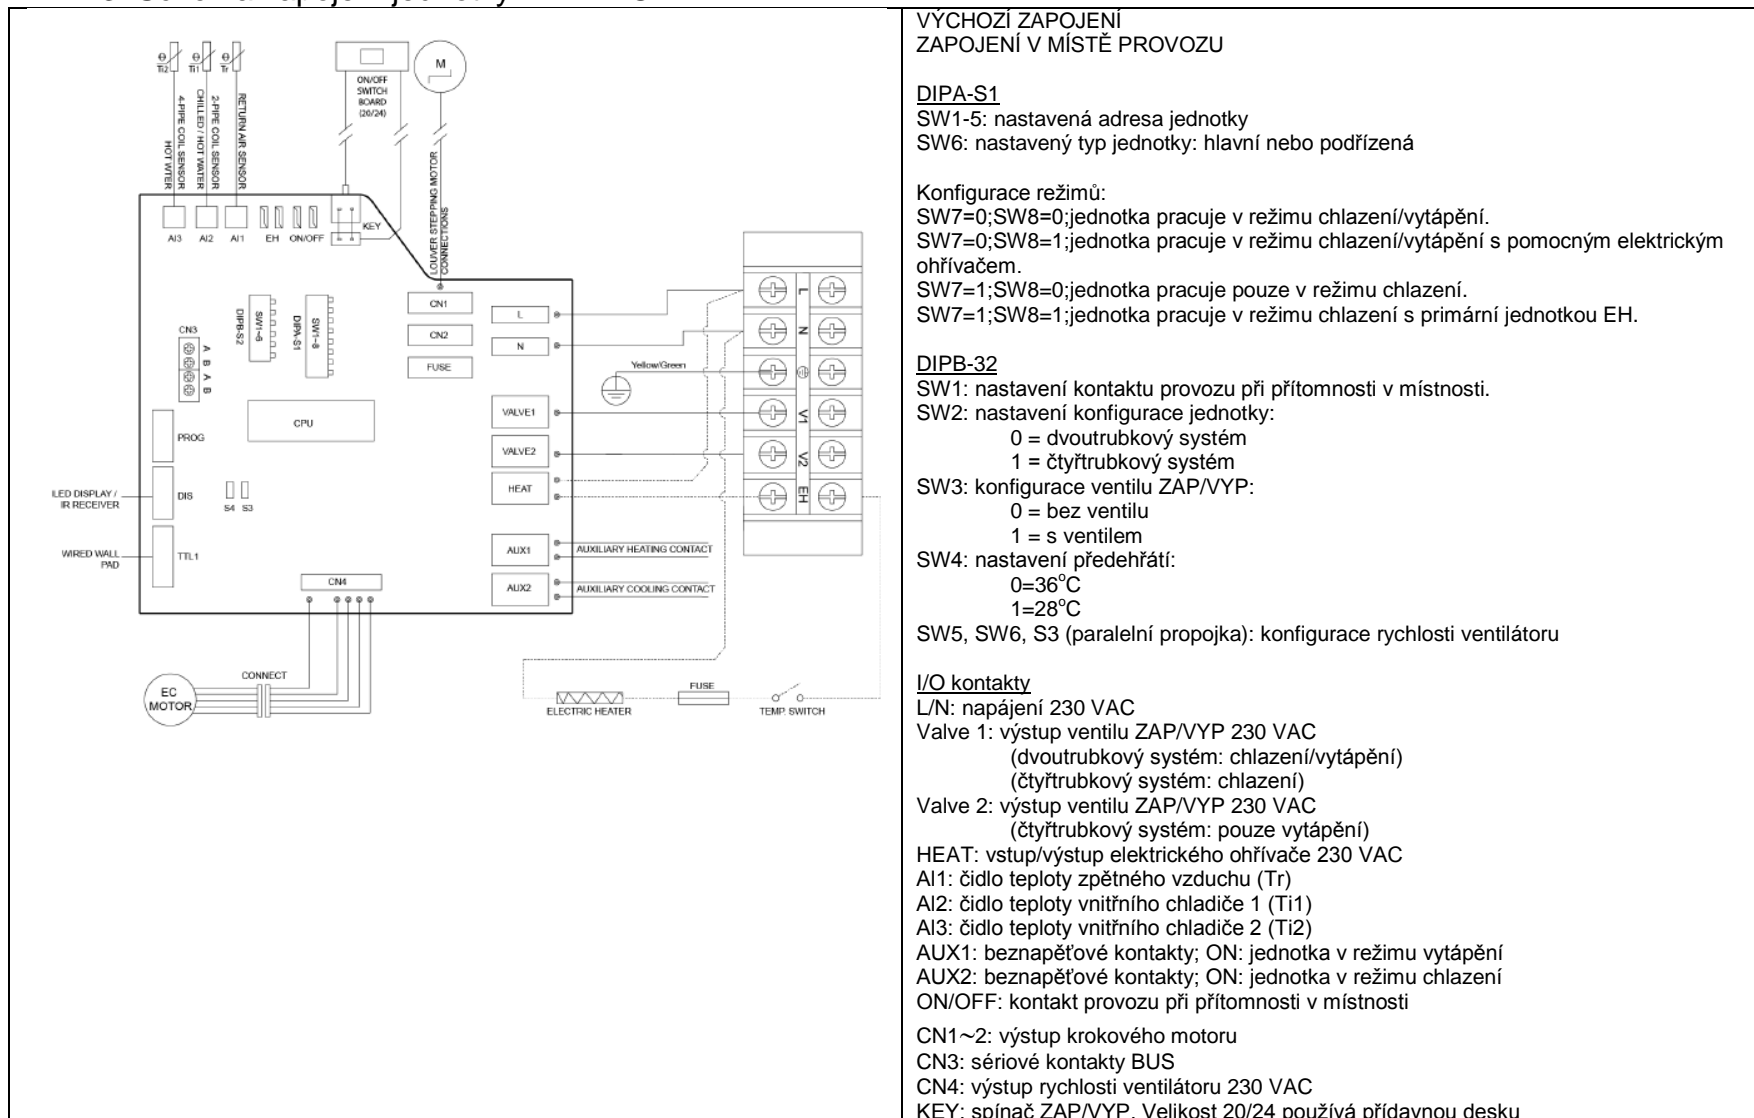 VÝCHOZÍ ZAPOJENÍ
ZAPOJENÍ V MÍSTĚ PROVOZU
DIPA-S1
SW1-5: nastavená adresa jednotky
SW6: nastavený typ jednotky: hlavní nebo podřízená
Konfigurace režimů:
SW7=0;SW8=0;jednotka pracuje v režimu chlazení/vytápění.
SW7=0;SW8=1;jednotka pracuje v režimu chlazení/vytápění s pomocným elektrickým
ohřívačem.
SW7=1;SW8=0;jednotka pracuje pouze v režimu chlazení.
SW7=1;SW8=1;jednotka pracuje v režimu chlazení s primární jednotkou EH.
DIPB-32
SW1: nastavení kontaktu provozu při přítomnosti v místnosti.
SW2: nastavení konfigurace jednotky:
0 = dvoutrubkový systém
1 = čtyřtrubkový systém
SW3: konfigurace ventilu ZAP/VYP:
0 = bez ventilu
1 = s ventilem
SW4: nastavení předehřátí:
0=36°C
1=28°C
SW5, SW6, S3 (paralelní propojka): konfigurace rychlosti ventilátoru
I/O kontakty
L/N: napájení 230 VAC
Valve 1: výstup ventilu ZAP/VYP 230 VAC
(dvoutrubkový systém: chlazení/vytápění)
(čtyřtrubkový systém: chlazení)
Valve 2: výstup ventilu ZAP/VYP 230 VAC
(čtyřtrubkový systém: pouze vytápění)
HEAT: vstup/výstup elektrického ohřívače 230 VAC
AI1: čidlo teploty zpětného vzduchu (Tr)
AI2: čidlo teploty vnitřního chladiče 1 (Ti1)
AI3: čidlo teploty vnitřního chladiče 2 (Ti2)
AUX1: beznapěťové kontakty; ON: jednotka v režimu vytápění
AUX2: beznapěťové kontakty; ON: jednotka v režimu chlazení
ON/OFF: kontakt provozu při přítomnosti v místnosti
CN1~2: výstup krokového motoru
CN3: sériové kontakty BUS
CN4: výstup rychlosti ventilátoru 230 VAC
KEY: spínač ZAP/VYP. Velikost 20/24 používá přídavnou desku
Ti2
Ti1
Tr
ON/OFF
SWITCH
BOARD
(20/24)
M
4-PIPE COIL SENSOR
HOT WTER
2-PIPE COIL SENSOR
CHILLED / HOT WATER
RETURN AIR SENSOR
LOUVER STEPPING MOTOR
CONNECTIONS
AI3
AI2
AI1
EH
ON/OFF
KEY
CN1
CN2
FUSE
L
N
DIPB-S2
SW1~6
DIPA-S1
SW1~8
CN3
A
B
A
B
Yellow/Green
VALVE1
VALVE2
HEAT
CPU
PROG
DIS
S4
S3
TTL1
LED DISPLAY /
IR RECEIVER
WIRED WALL
PAD
CN4
AUX1
AUXILIARY HEATING CONTACT
AUX2
AUXILIARY COOLING CONTACT
L
N
V1
V2
EH
CONNECT
EC
MOTOR
ELECTRIC HEATER
FUSE
TEMP. SWITCH